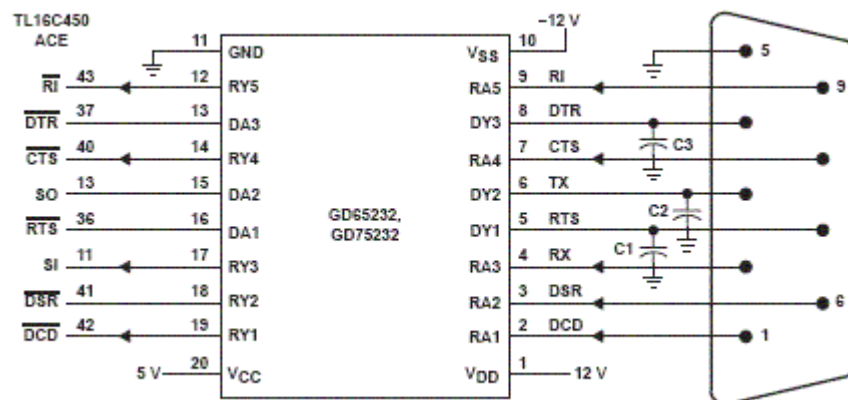 TL16C450
ACE
–12 V
11 GND VSS 10 5
RI 43 12 RY5 RA5 9 RI 9
DTR 37 13 DA3 DY3 8 DTR
CTS 40 14 RY4 RA4 7 CTS C3
SO 13 15 DA2 DY2 6 TX
GD65232,
GD75232
C2
RTS 36 16 DA1 DY1 5 RTS
C1
SI 11 17 RY3 RA3 4 RX
DSR 41 18 RY2 RA2 3 DSR 6
DCD 42 19 RY1 RA1 2 DCD 1
5 V 20 VCC VDD 1 12 V